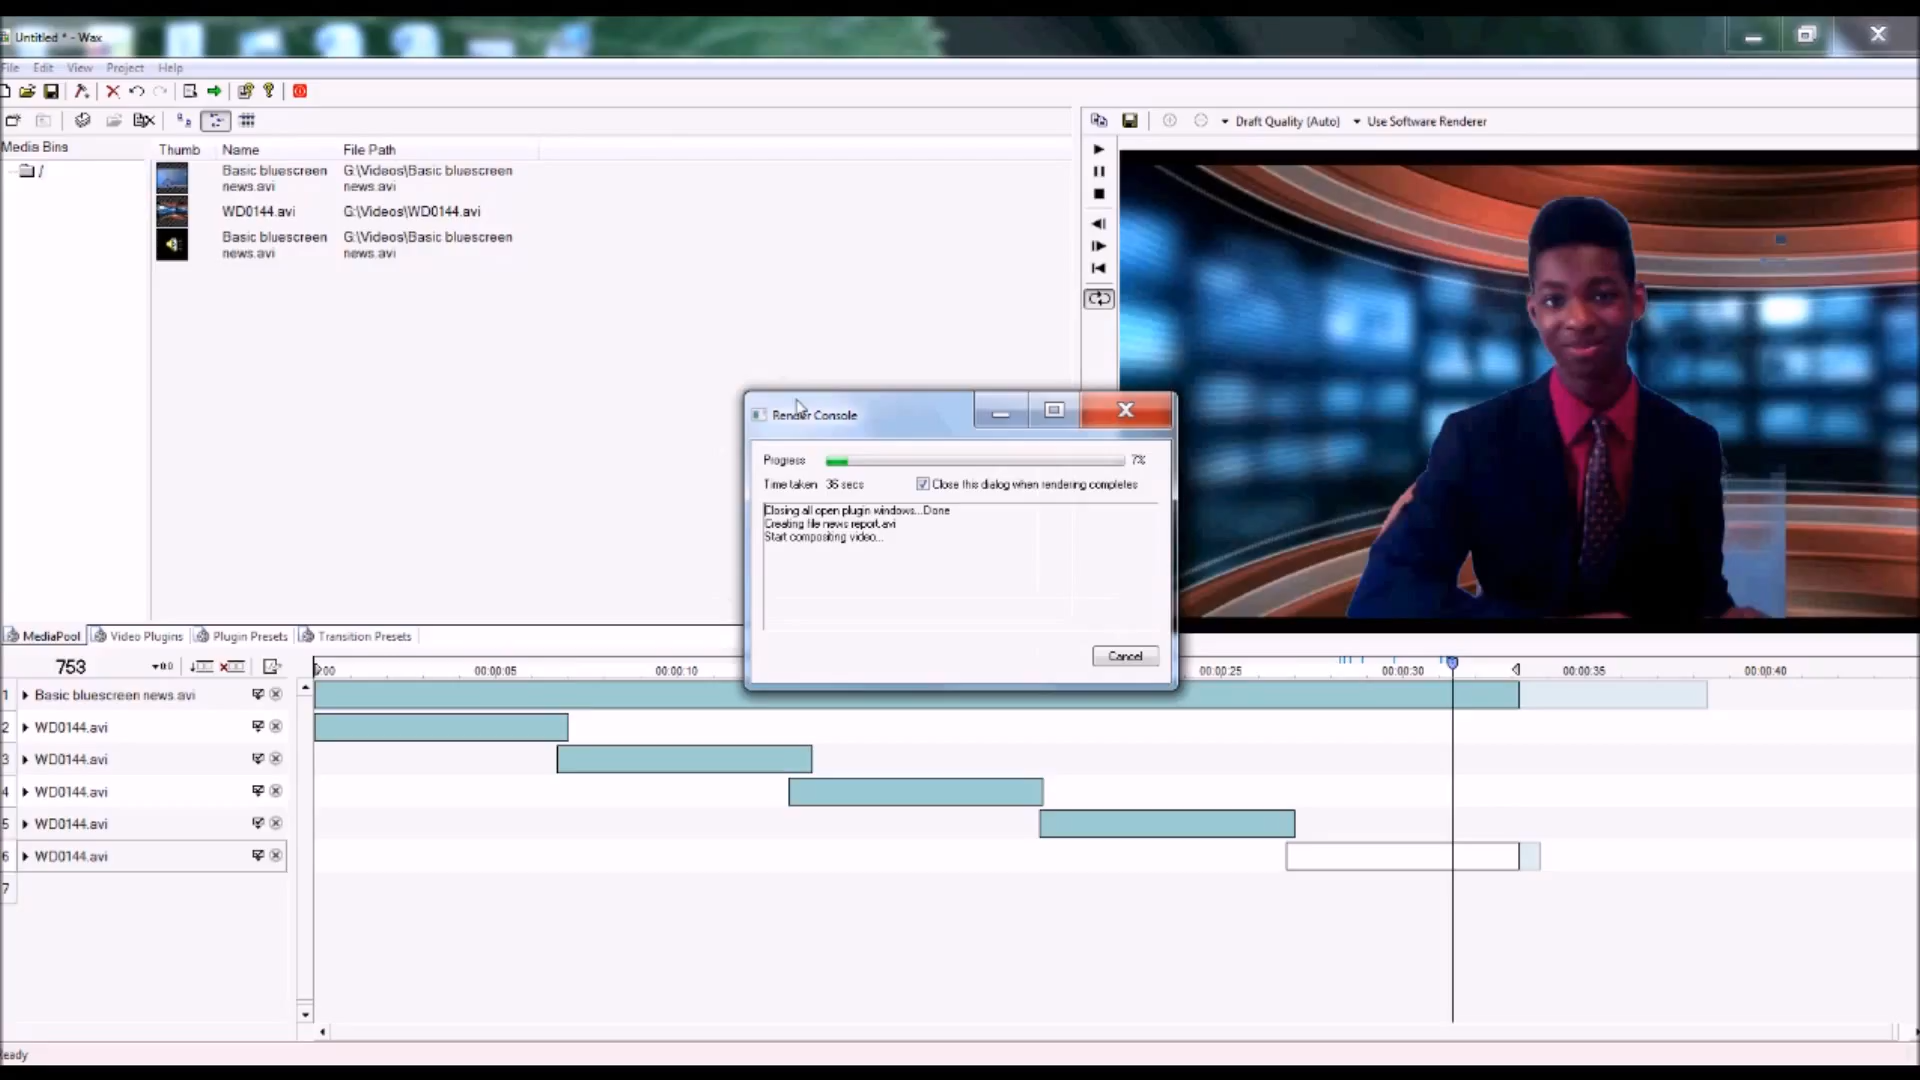 Untitled * - Wax
File Edit View Project Help
Draft Quality (Auto) Use Software Renderer
Media Bins
/
Thumb Name File Path
Basic bluescreen news.avi G:\Videos\Basic bluescreen news.avi
WD0144.avi G:\Videos\WD0144.avi
Basic bluescreen news.avi G:\Videos\Basic bluescreen news.avi
Render Console
Progress 7%
Time taken 36 secs Close this dialog when rendering completes
Closing all open plugin windows...Done
Creating file news report.avi
Start compositing video...
Cancel
MediaPool Video Plugins Plugin Presets Transition Presets
753
00:00:05 00:00:10 00:00:25 00:00:30 00:00:35 00:00:40
1 Basic bluescreen news.avi
2 WD0144.avi
3 WD0144.avi
4 WD0144.avi
5 WD0144.avi
6 WD0144.avi
7